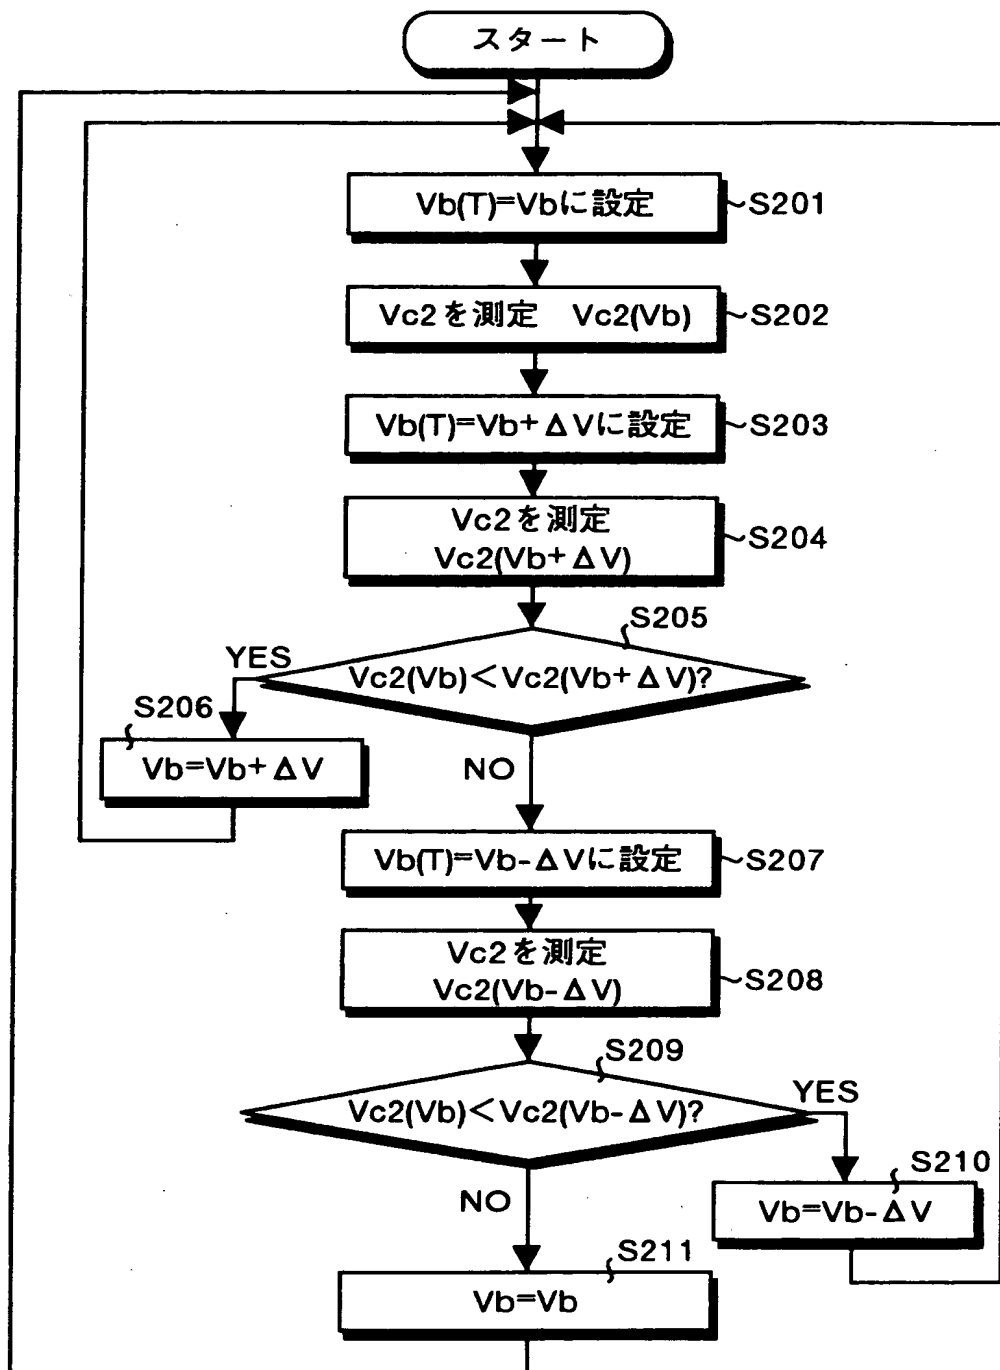 スタート
Vb(T)=Vbに設定
S201
Vc2を測定 Vc2(Vb)
S202
Vb(T)=Vb+ΔVに設定
S203
Vc2を測定
Vc2(Vb+ΔV)
S204
S205
Vc2(Vb)<Vc2(Vb+ΔV)?
YES
S206
Vb=Vb+ΔV
NO
Vb(T)=Vb-ΔVに設定
S207
Vc2を測定
Vc2(Vb-ΔV)
S208
S209
Vc2(Vb)<Vc2(Vb-ΔV)?
YES
S210
Vb=Vb-ΔV
NO
S211
Vb=Vb